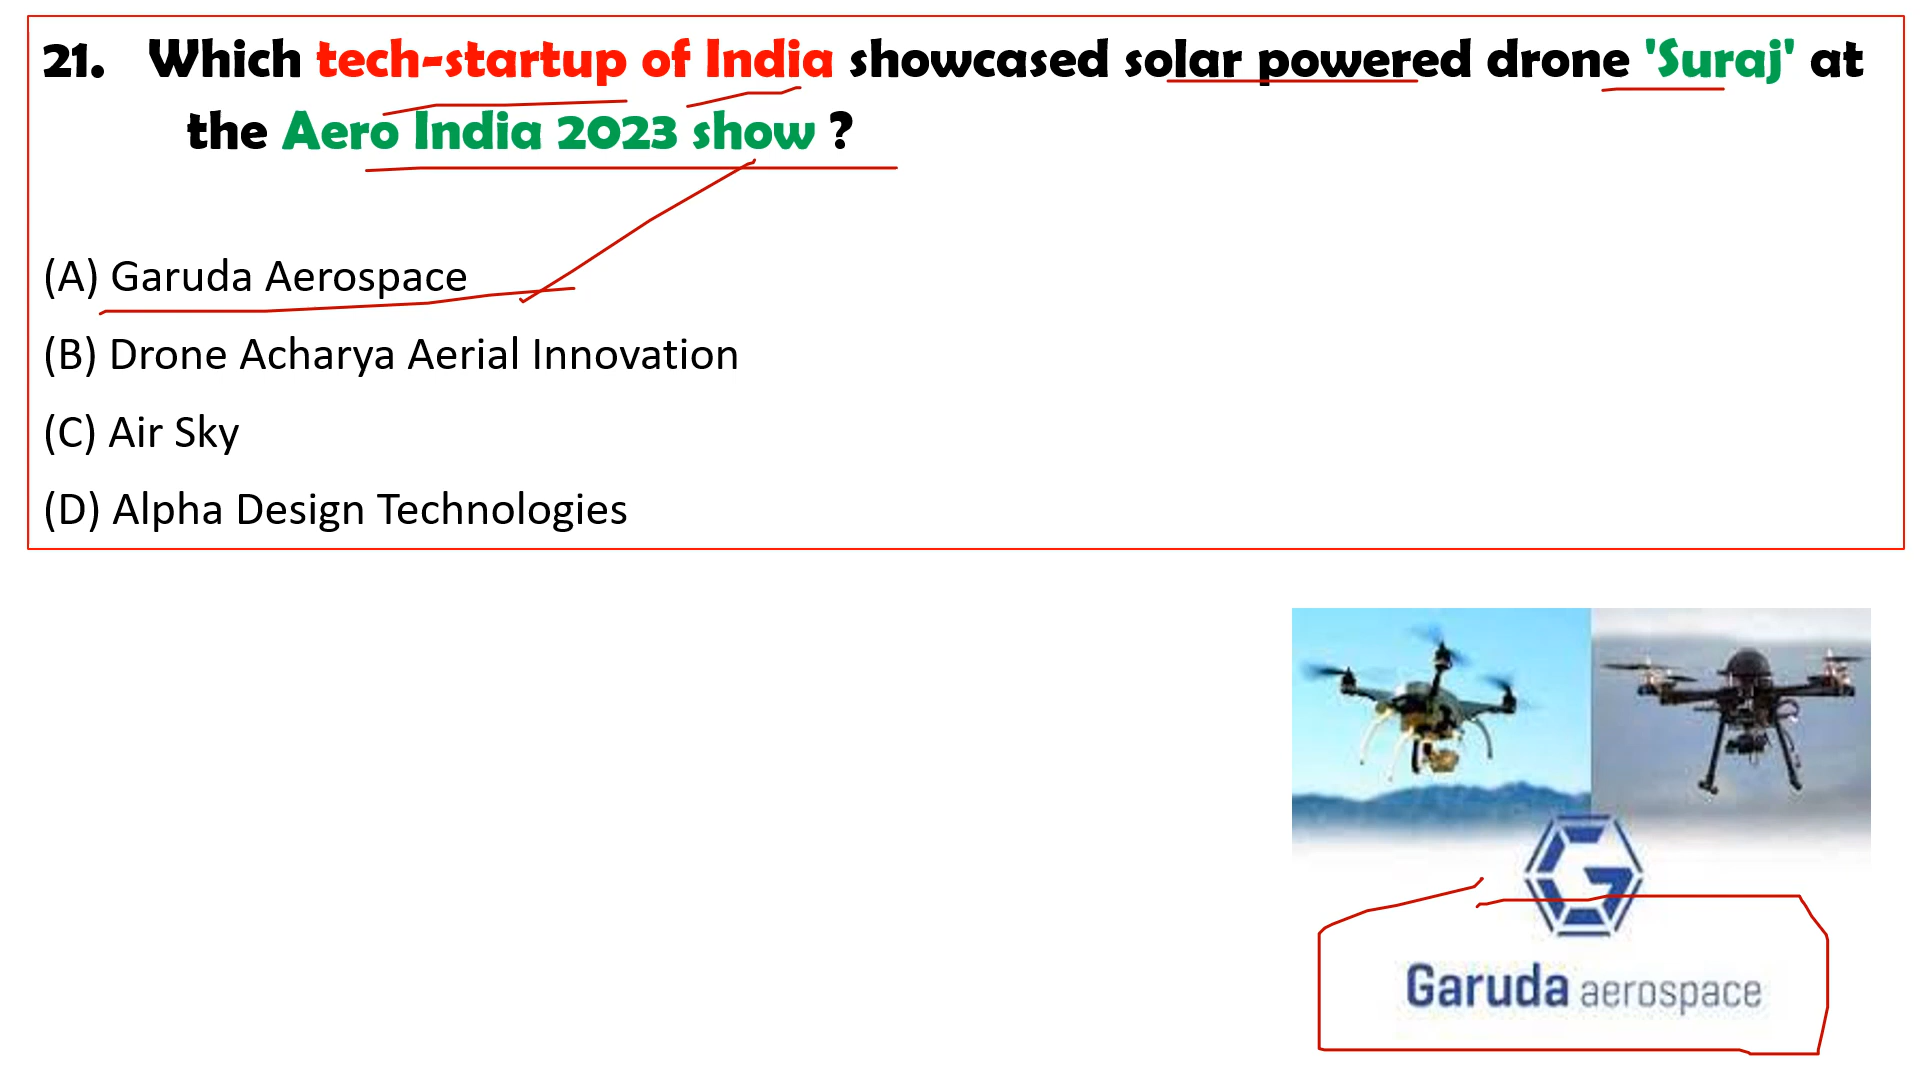 21. Which tech-startup of India showcased solar powered drone 'Suraj' at
the Aero India 2023 show ?
(A) Garuda Aerospace
(B) Drone Acharya Aerial Innovation
(C) Air Sky
(D) Alpha Design Technologies
Garuda aerospace